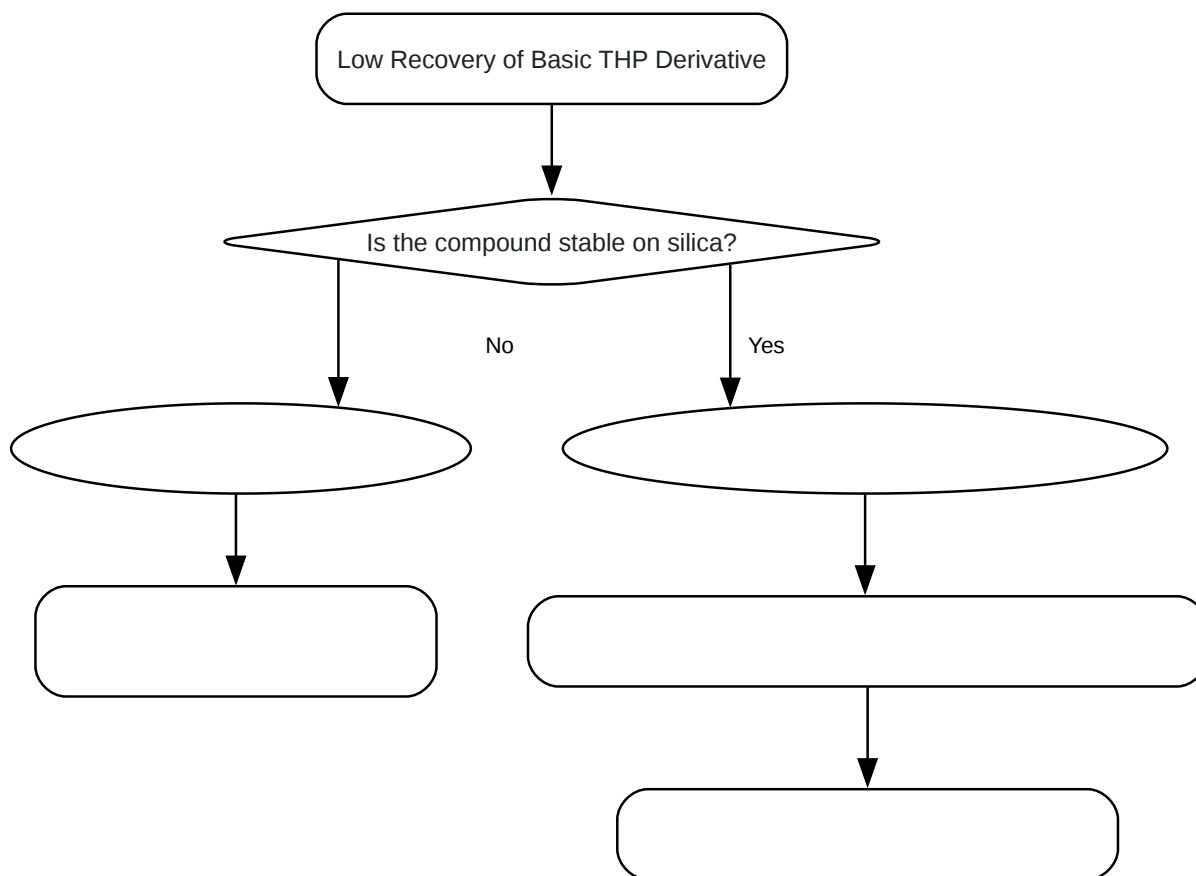 Low Recovery of Basic THP Derivative
Is the compound stable on silica?
No
Yes